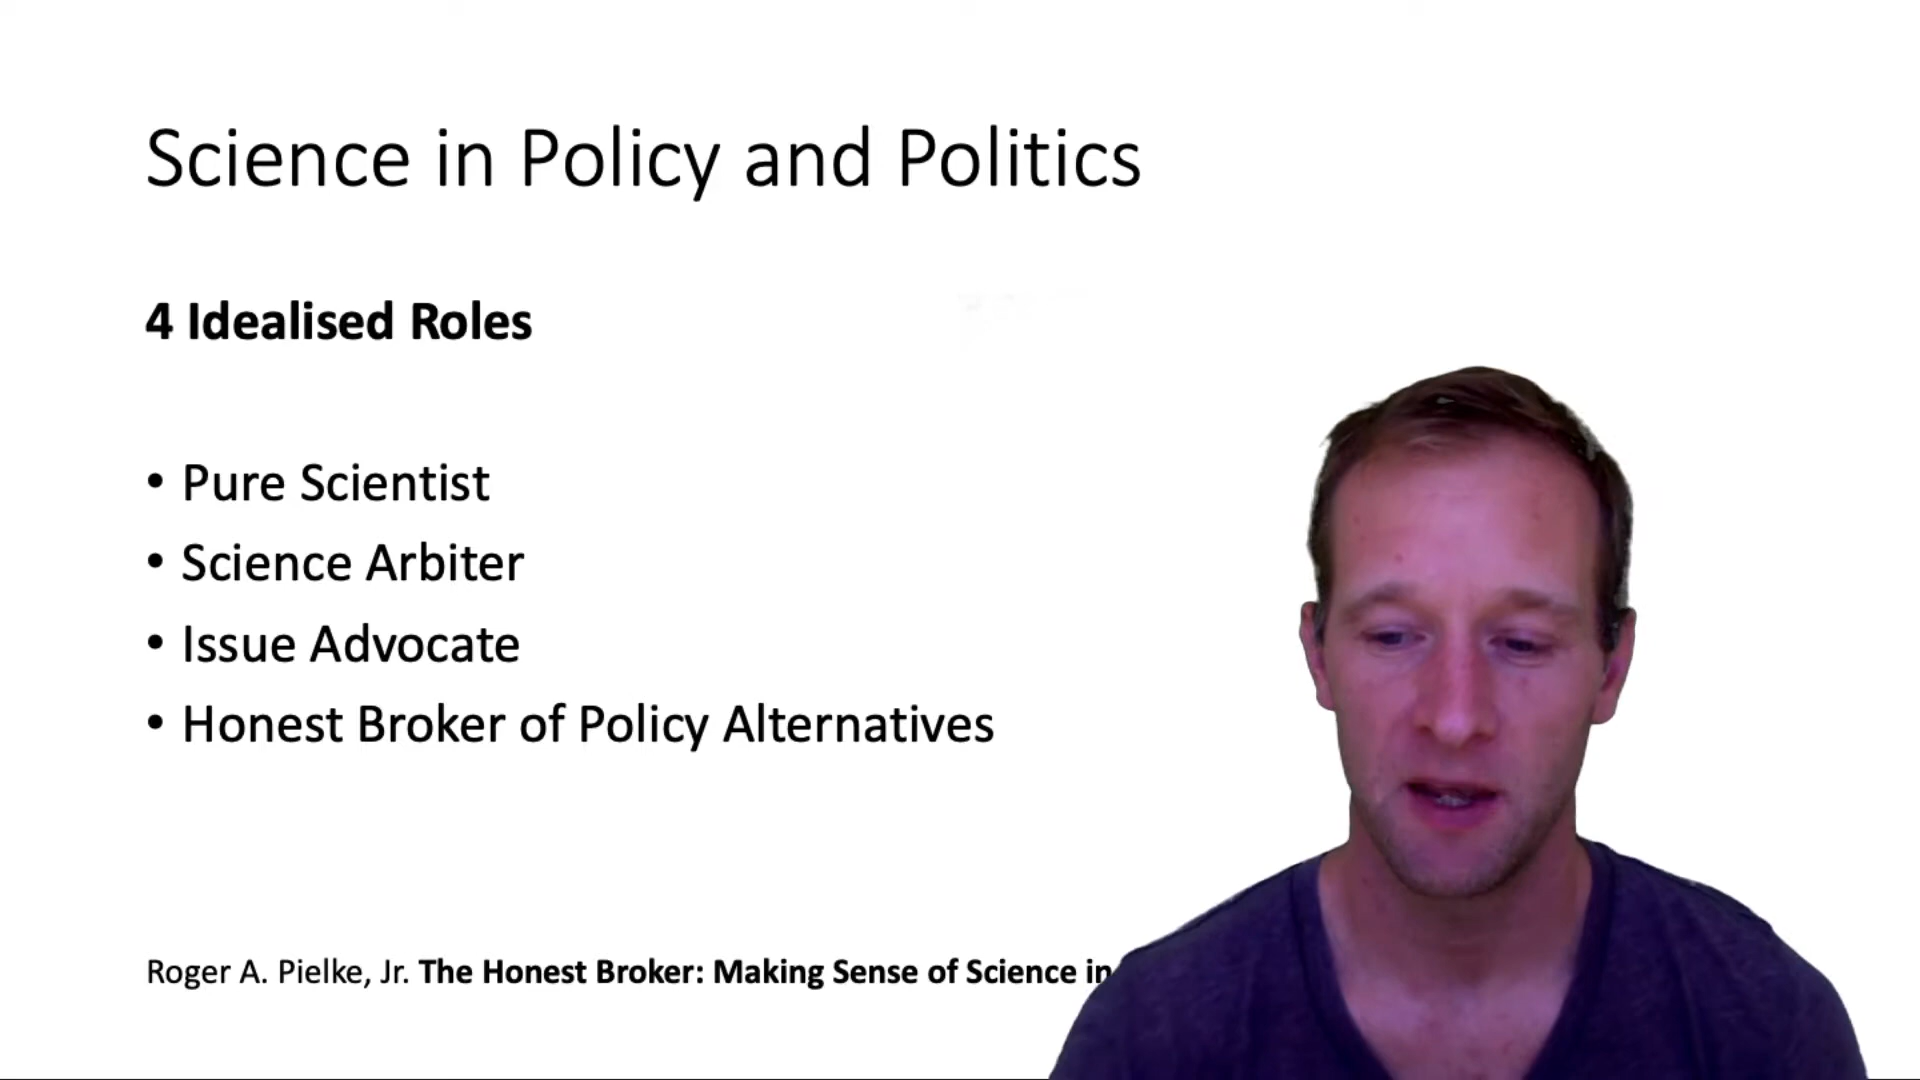 Science in Policy and Politics
4 Idealised Roles
• Pure Scientist
• Science Arbiter
• Issue Advocate
• Honest Broker of Policy Alternatives
Roger A. Pielke, Jr. The Honest Broker: Making Sense of Science in